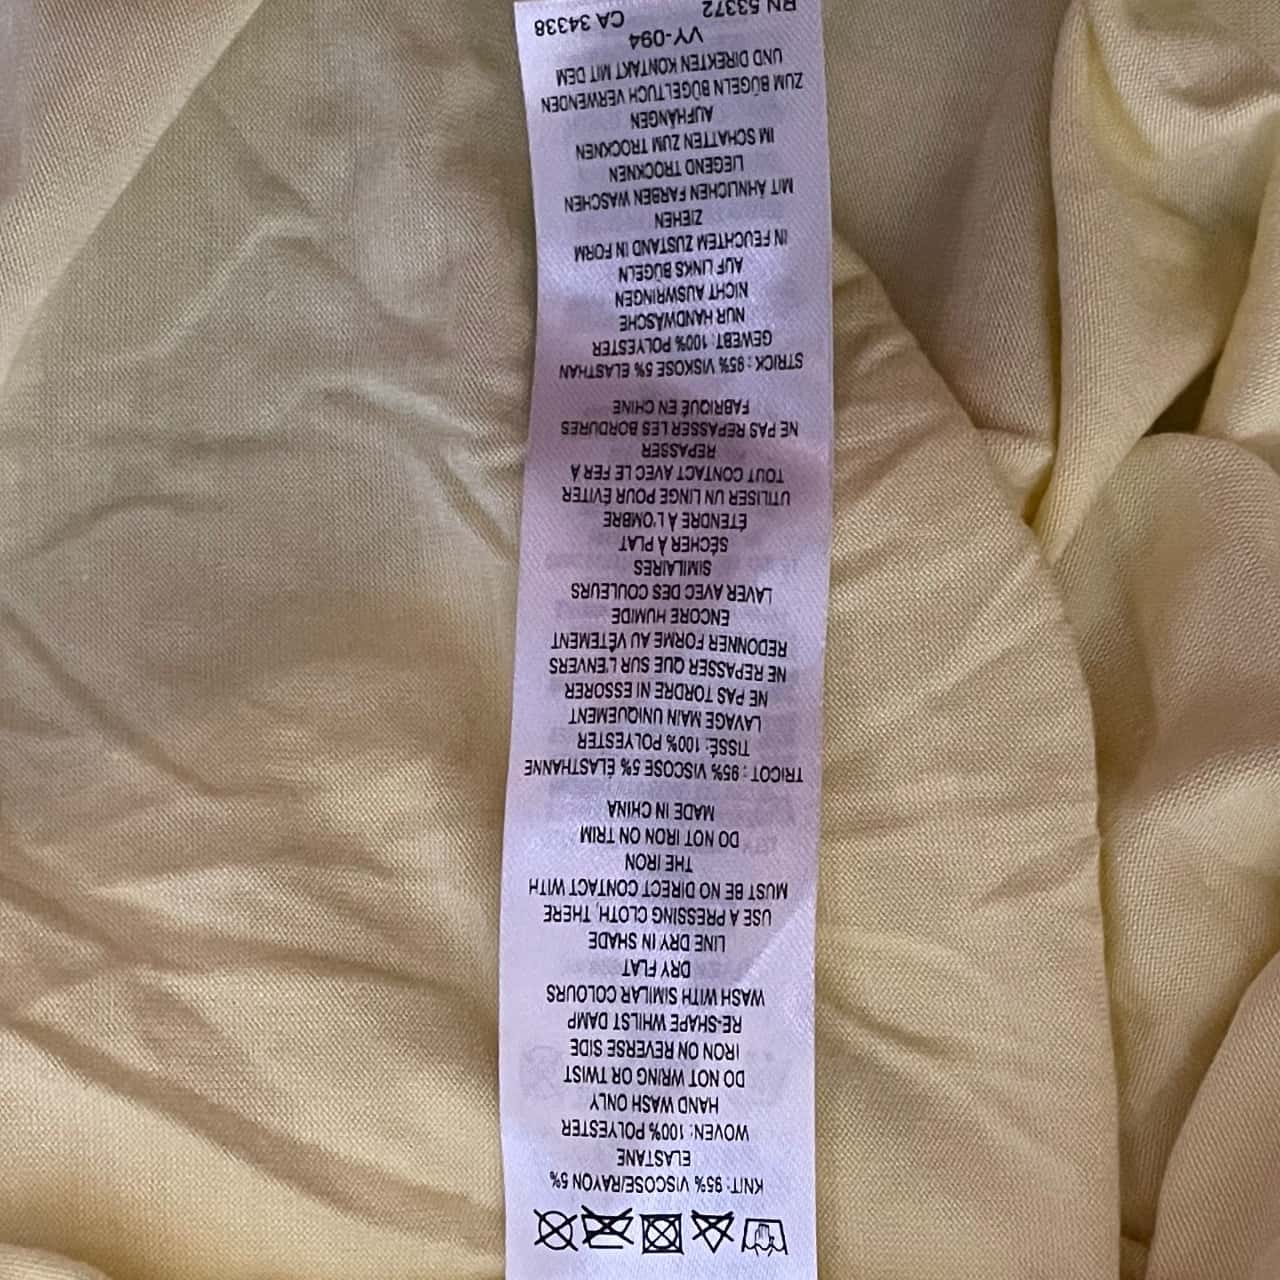 KNIT: 95% VISCOSE/RAYON 5%
ELASTANE
WOVEN: 100% POLYESTER
HAND WASH ONLY
DO NOT WRING OR TWIST
IRON ON REVERSE SIDE
RE-SHAPE WHILST DAMP
WASH WITH SIMILAR COLOURS
DRY FLAT
LINE DRY IN SHADE
USE A PRESSING CLOTH, THERE
MUST BE NO DIRECT CONTACT WITH
THE IRON
DO NOT IRON ON TRIM
MADE IN CHINA
TRICOT : 95% VISCOSE 5% ÉLASTHANNE
TISSÉ: 100% POLYESTER
LAVAGE MAIN UNIQUEMENT
NE PAS TORDRE NI ESSORER
NE REPASSER QUE SUR L'ENVERS
REDONNER FORME AU VÊTEMENT
ENCORE HUMIDE
LAVER AVEC DES COULEURS
SIMILAIRES
SÉCHER À PLAT
ÉTENDRE À L'OMBRE
UTILISER UN LINGE POUR ÉVITER
TOUT CONTACT AVEC LE FER À
REPASSER
NE PAS REPASSER LES BORDURES
FABRIQUÉ EN CHINE
STRICK : 95% VISKOSE 5% ELASTHAN
GEWEBT: 100% POLYESTER
NUR HANDWÄSCHE
NICHT AUSWRINGEN
AUF LINKS BÜGELN
IN FEUCHTEM ZUSTAND IN FORM
ZIEHEN
MIT ÄHNLICHEN FARBEN WASCHEN
LIEGEND TROCKNEN
IM SCHATTEN ZUM TROCKNEN
AUFHÄNGEN
ZUM BÜGELN BÜGELTUCH VERWENDEN
UND DIREKTEN KONTAKT MIT DEM
VY-094
RN 53372 CA 34338